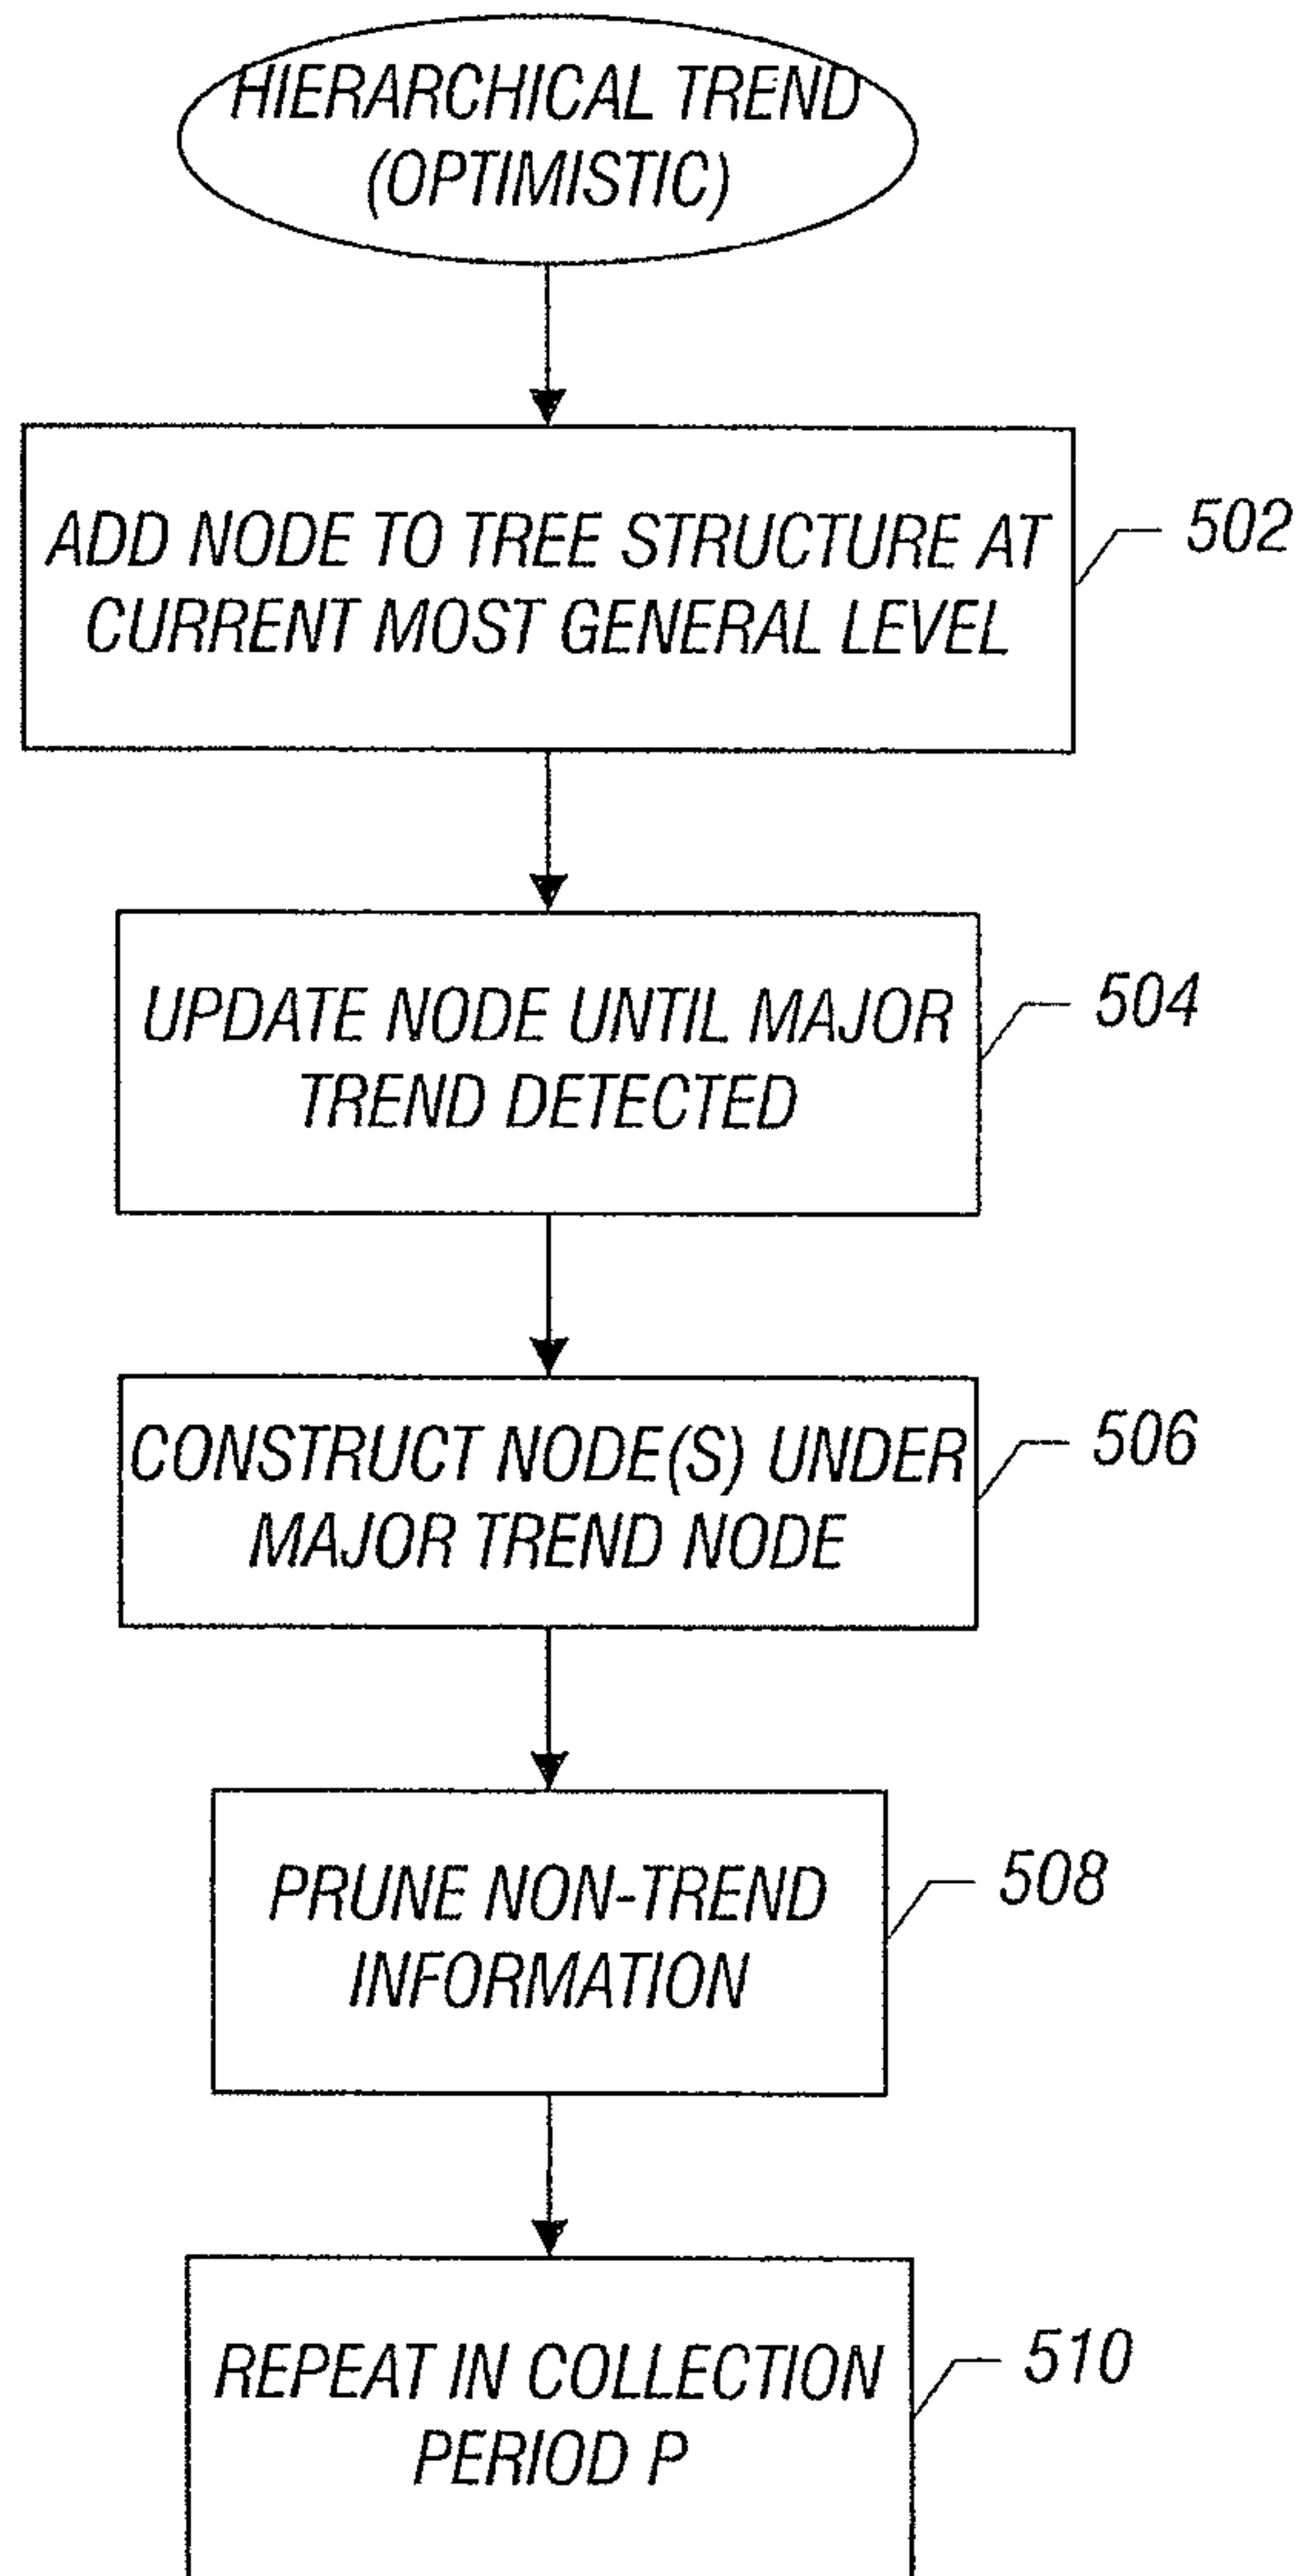 HIERARCHICAL TREND
(OPTIMISTIC)
ADD NODE TO TREE STRUCTURE AT
CURRENT MOST GENERAL LEVEL
502
UPDATE NODE UNTIL MAJOR
TREND DETECTED
504
CONSTRUCT NODE(S) UNDER
MAJOR TREND NODE
506
PRUNE NON-TREND
INFORMATION
508
REPEAT IN COLLECTION
PERIOD P
510